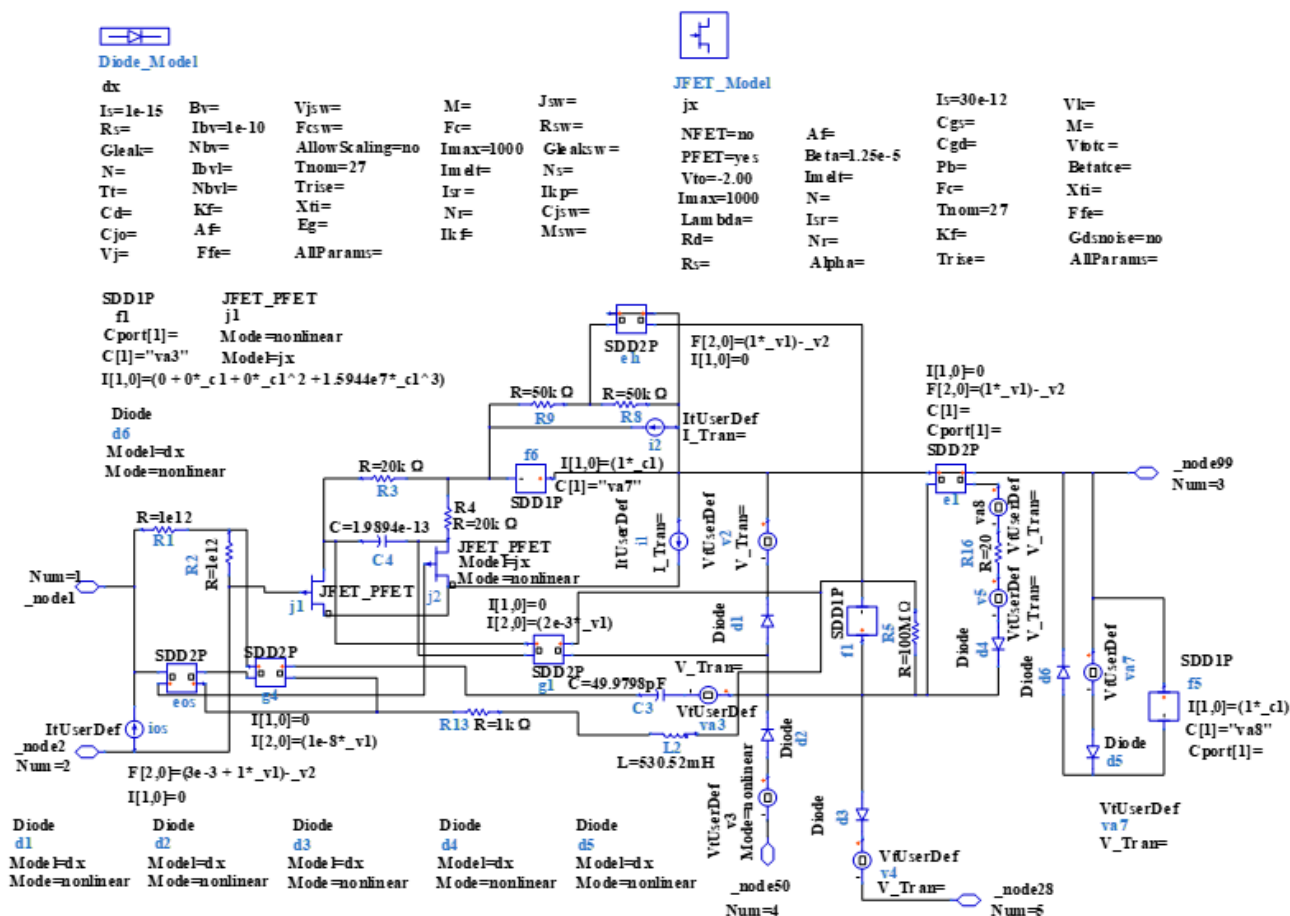 Diode_Model
dx
Is=1e-15
Rs=
Gleak=
N=
Tt=
Cd=
Cjo=
Vj=
Bv=
Ibv=1e-10
Nbv=
Ibvl=
Nbvl=
Kf=
Af=
Ffe=
Vjsw=
Fcsw=
AllowScaling=no
Tnom=27
Trise=
Xti=
Eg=
AllParams=
M=
Fc=
Imax=1000
Imelt=
Isr=
Nr=
Ikf=
Jsw=
Rsw=
Gleaksw=
Ns=
Ikp=
Cjsw=
Msw=
JFET_Model
jx
NFET=no
PFET=yes
Vto=-2.00
Imax=1000
Lambda=
Rd=
Rs=
Af=
Beta=1.25e-5
Imelt=
N=
Isr=
Nr=
Alpha=
Is=30e-12
Cgs=
Cgd=
Pb=
Fc=
Tnom=27
Kf=
Trise=
Vk=
M=
Vtotc=
Betatce=
Xti=
Ffe=
Gdsnoise=no
AllParams=
SDD1P
f1
Cport[1]=
C[1]="va3"
I[1,0]=(0 + 0*_c1 + 0*_c1^2 + 1.5944e7*_c1^3)
JFET_PFET
j1
Mode=nonlinear
Model=jx
Diode
d6
Model=dx
Mode=nonlinear
SDD2P
eh
F[2,0]=(1*_v1)-_v2
I[1,0]=0
R=50k Ω
R9
R=50k Ω
R8
ItUserDef
I_Tran=
i2
f6
I[1,0]=(1*_c1)
C[1]="va7"
SDD1P
R=20k Ω
R3
R4
R=20k Ω
C=1.9894e-13
C4
JFET_PFET
Model=jx
Mode=nonlinear
j2
JFET_PFET
j1
R=1e12
R1
R2
R=1e12
Num=1
_node1
ItUserDef
i1
I_Tran=
VtUserDef
v2
V_Tran=
I[1,0]=0
F[2,0]=(1*_v1)-_v2
C[1]=
Cport[1]=
SDD2P
e1
_node99
Num=3
va8
VtUserDef
V_Tran=
R16
R=20
v5
VtUserDef
V_Tran=
d4
Diode
I[1,0]=0
I[2,0]=(2e-3*_v1)
SDD2P
g1
Diode
d1
SDD1P
f1
R5
R=100M Ω
V_Tran=
C=49.9798pF
C3
VtUserDef
va3
SDD2P
eos
SDD2P
g4
I[1,0]=0
I[2,0]=(1e-8*_v1)
ItUserDef
ios
_node2
Num=2
F[2,0]=(3e-3 + 1*_v1)-_v2
I[1,0]=0
R13
R=1k Ω
L2
L=530.52mH
Diode
d2
VtUserDef
v3
Mode=nonlinear
_node50
Num=4
Diode
d3
VtUserDef
v4
V_Tran=
_node28
Num=5
Diode
d6
VtUserDef
va7
Diode
d5
SDD1P
f5
I[1,0]=(1*_c1)
C[1]="va8"
Cport[1]=
VtUserDef
va7
V_Tran=
Diode
d1
Model=dx
Mode=nonlinear
Diode
d2
Model=dx
Mode=nonlinear
Diode
d3
Model=dx
Mode=nonlinear
Diode
d4
Model=dx
Mode=nonlinear
Diode
d5
Model=dx
Mode=nonlinear